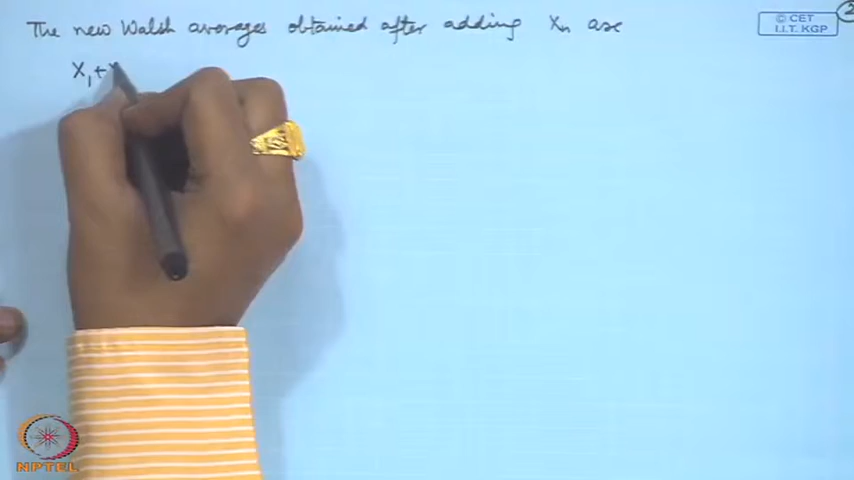 The new Walsh averages obtained after adding Xn are
© CET
I.I.T. KGP
X1+
NPTEL